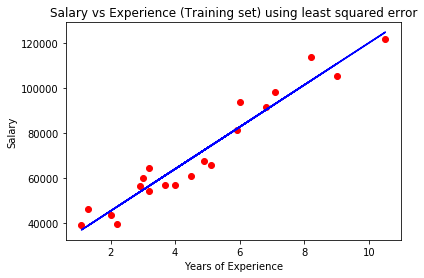 Salary vs Experience (Training set) using least squared error
120000
100000
80000
60000
40000
Salary
2 4 6 8 10
Years of Experience